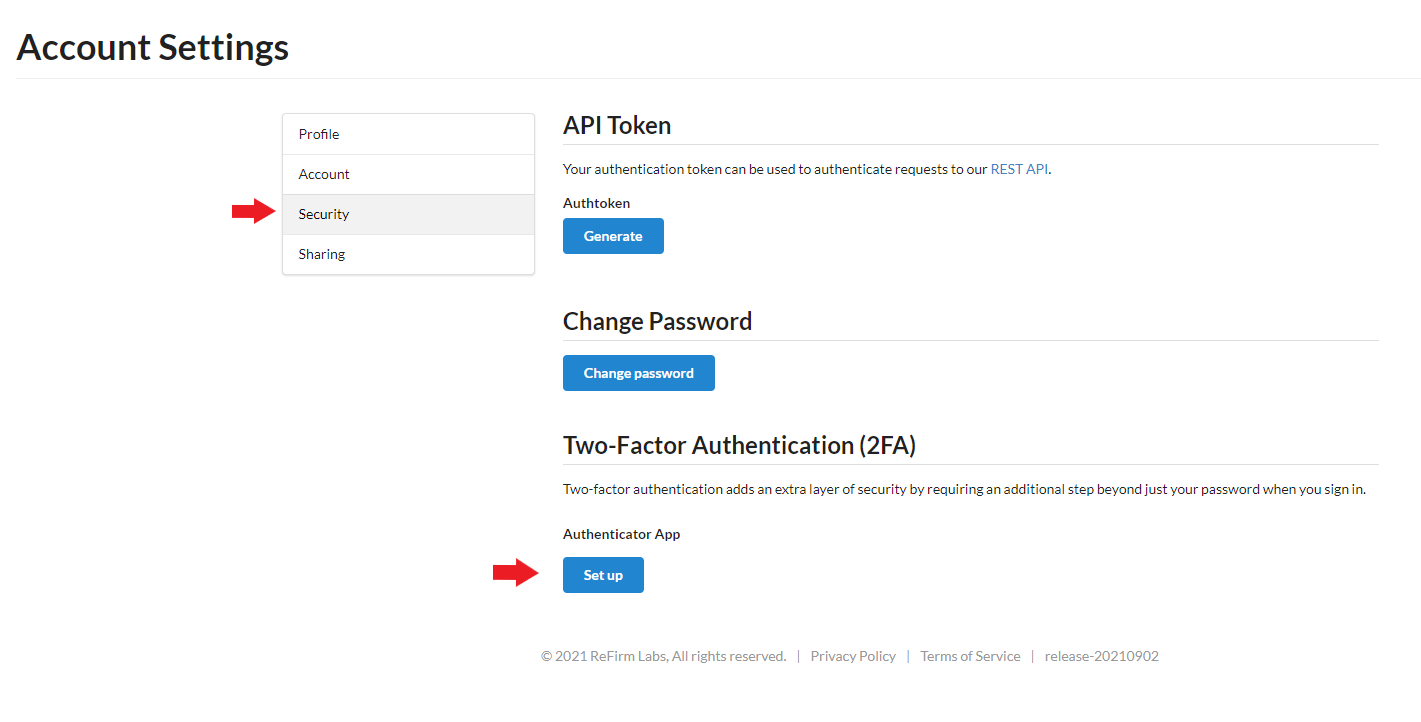 Account Settings
Profile
Account
Security
Sharing
API Token
Your authentication token can be used to authenticate requests to our REST API.
Authtoken
Generate
Change Password
Change password
Two-Factor Authentication (2FA)
Two-factor authentication adds an extra layer of security by requiring an additional step beyond just your password when you sign in.
Authenticator App
Set up
© 2021 ReFirm Labs, All rights reserved. | Privacy Policy | Terms of Service | release-20210902